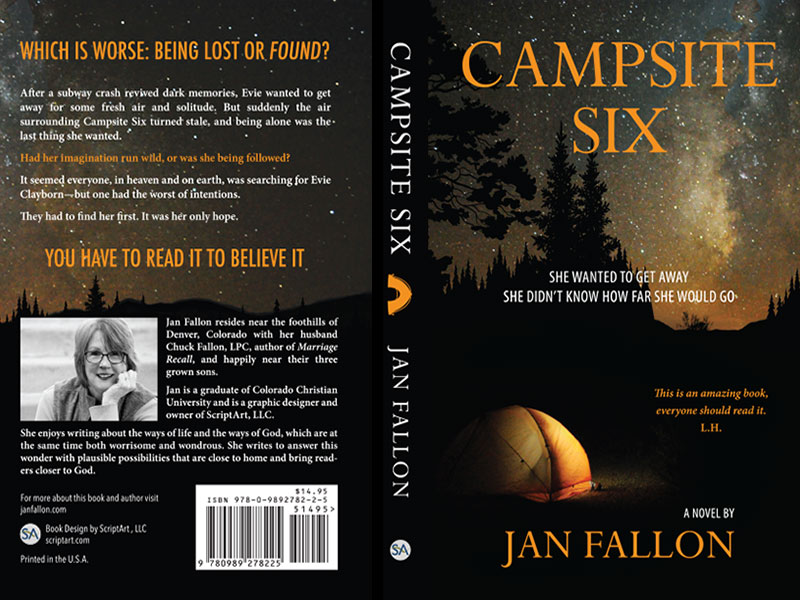 WHICH IS WORSE: BEING LOST OR FOUND?
After a subway crash revived dark memories, Evie wanted to get
away for some fresh air and solitude. But suddenly the air
surrounding Campsite Six turned stale, and being alone was the
last thing she wanted.
Had her imagination run wild, or was she being followed?
It seemed everyone, in heaven and on earth, was searching for Evie
Clayborn—but one had the worst of intentions.
They had to find her first. It was her only hope.
YOU HAVE TO READ IT TO BELIEVE IT
Jan Fallon resides near the foothills of
Denver, Colorado with her husband
Chuck Fallon, LPC, author of Marriage
Recall, and happily near their three
grown sons.
Jan is a graduate of Colorado Christian
University and is a graphic designer and
owner of ScriptArt, LLC.
She enjoys writing about the ways of life and the ways of God, which are at
the same time both worrisome and wondrous. She writes to answer this
wonder with plausible possibilities that are close to home and bring read-
ers closer to God.
For more about this book and author visit
janfallon.com
SA
Book Design by ScriptArt, LLC
scriptart.com
Printed in the U.S.A.
$14.95
ISBN 978-0-9892782-2-5
51495>
9 780989 278225
CAMPSITE SIX
JAN FALLON
SA
CAMPSITE
SIX
SHE WANTED TO GET AWAY
SHE DIDN'T KNOW HOW FAR SHE WOULD GO
This is an amazing book,
everyone should read it.
L.H.
A NOVEL BY
JAN FALLON